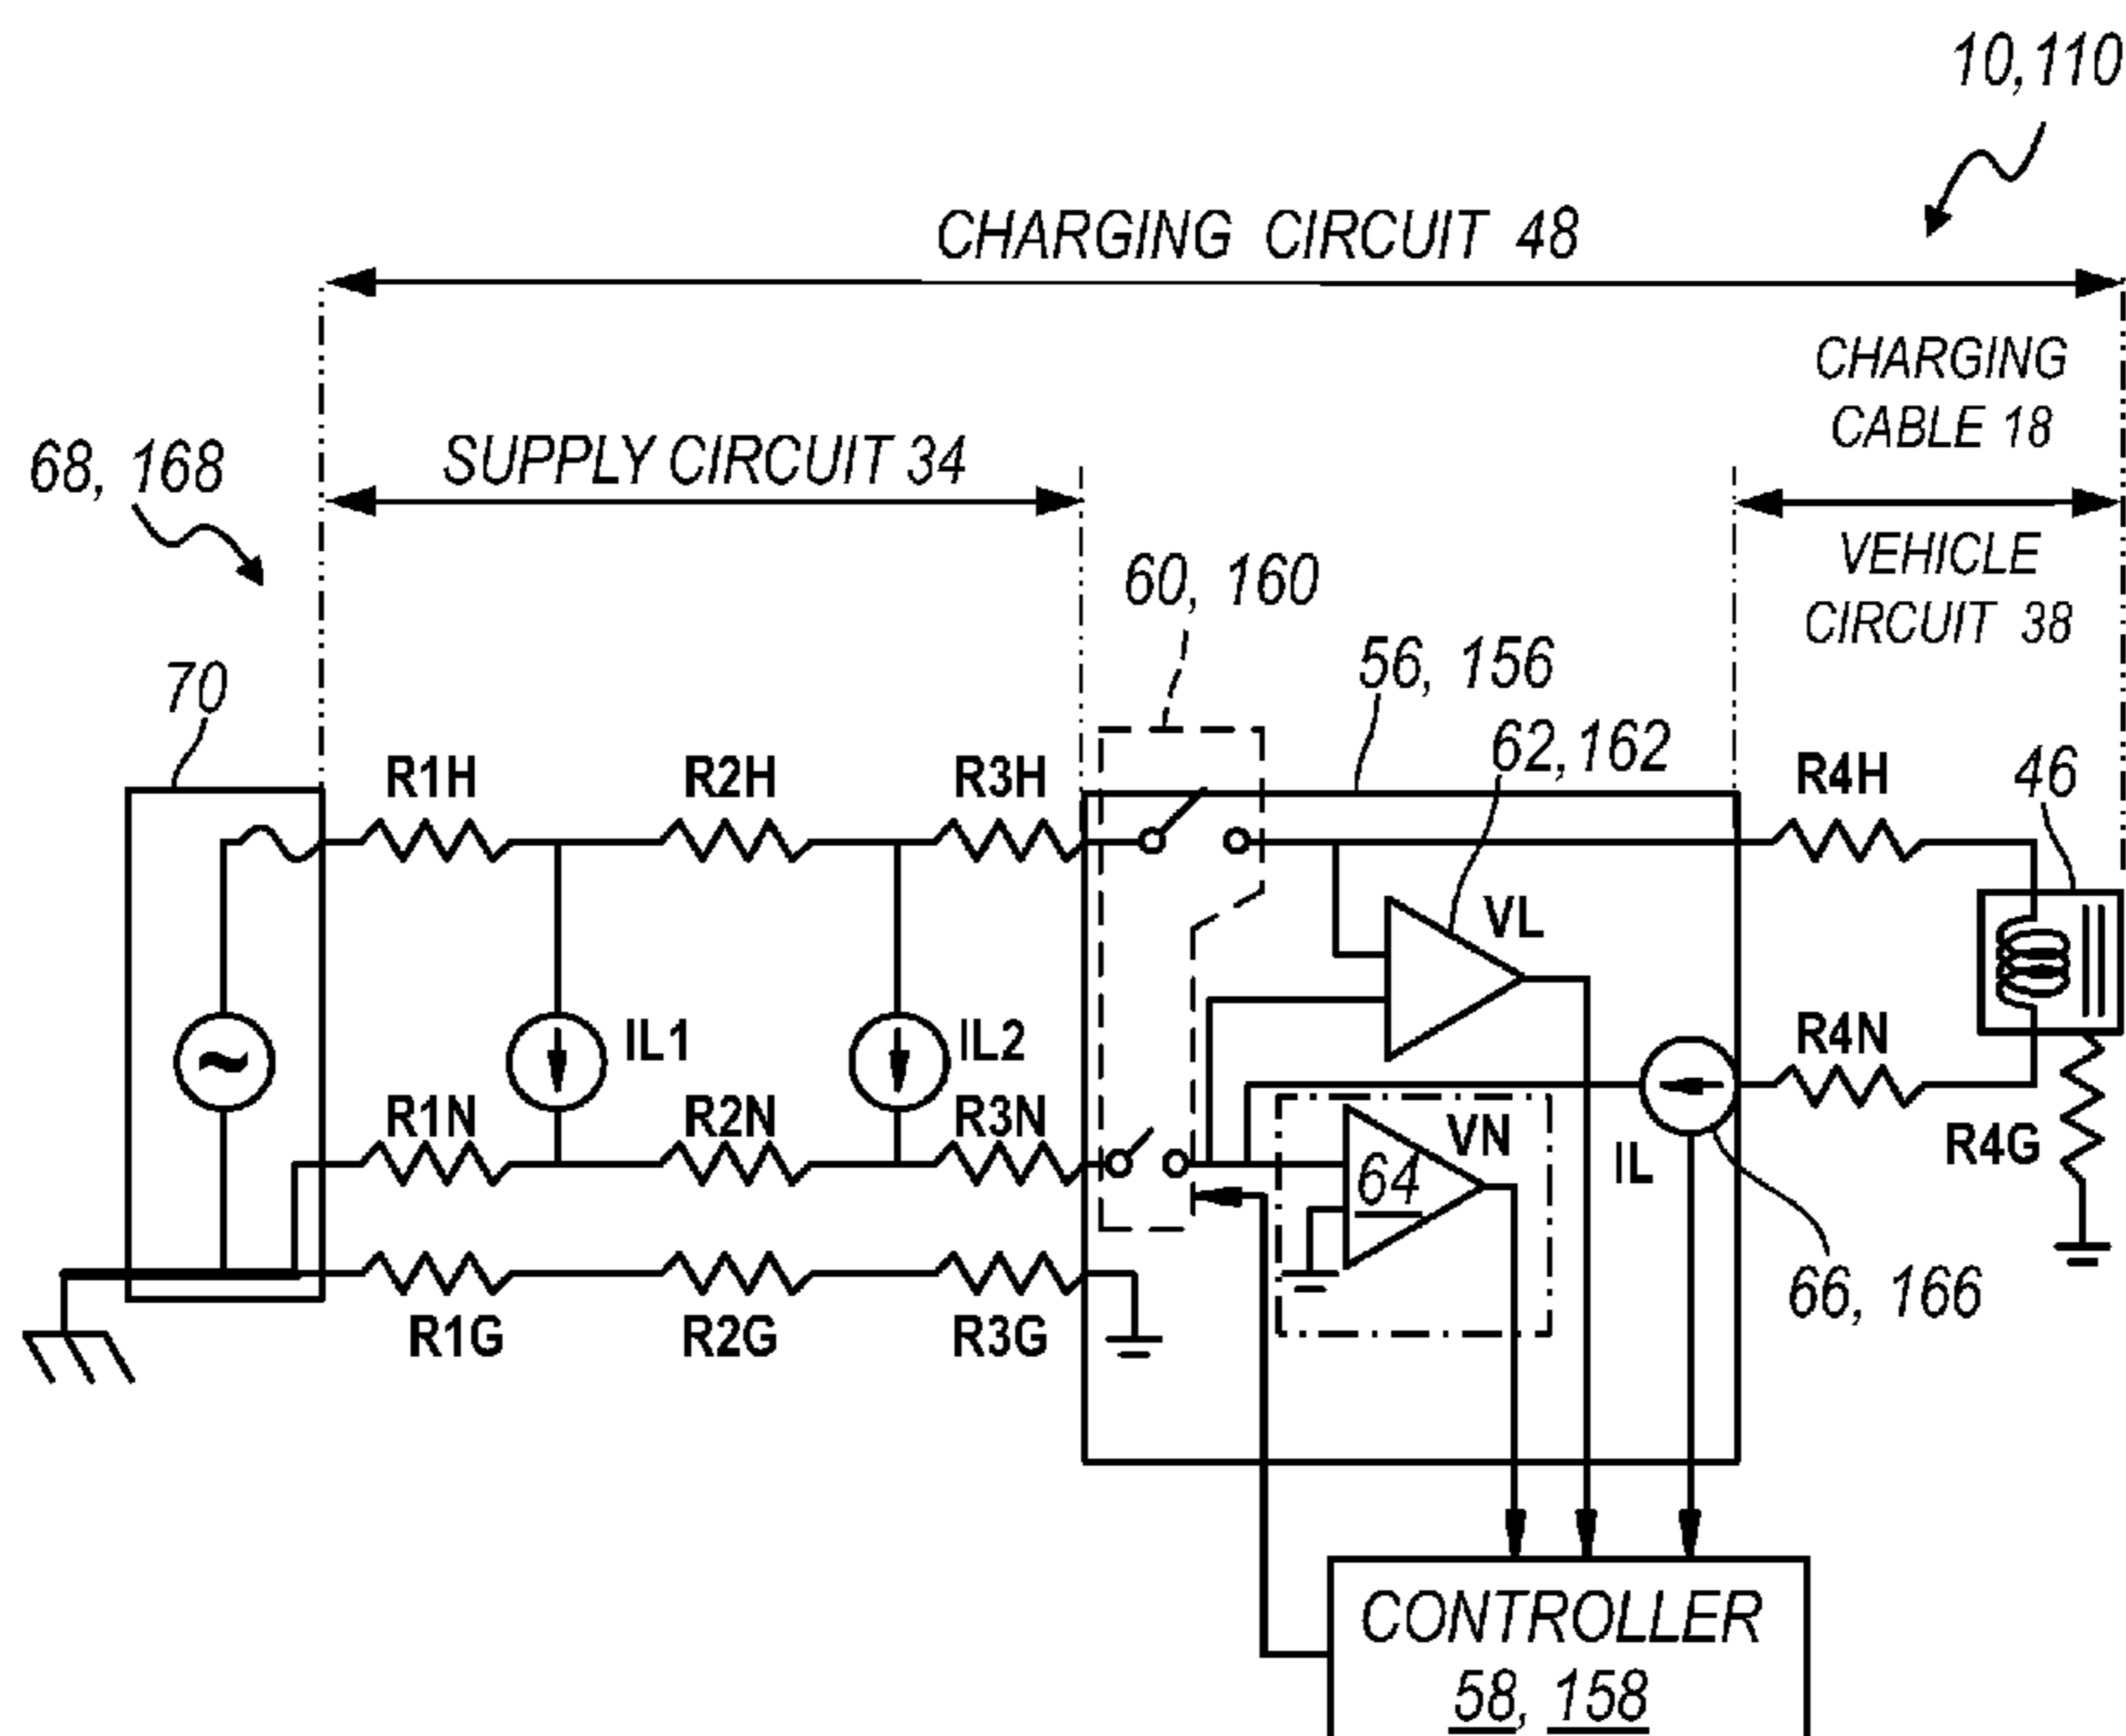 10,110
CHARGING CIRCUIT 48
CHARGING
CABLE 18
68, 168
SUPPLY CIRCUIT 34
VEHICLE
CIRCUIT 38
60, 160
56, 156
70
62,162
R1H
R2H
R3H
R4H
46
VL
IL1
IL2
R4N
R1N
R2N
R3N
VN
64
IL
R4G
66, 166
R1G
R2G
R3G
CONTROLLER
58, 158